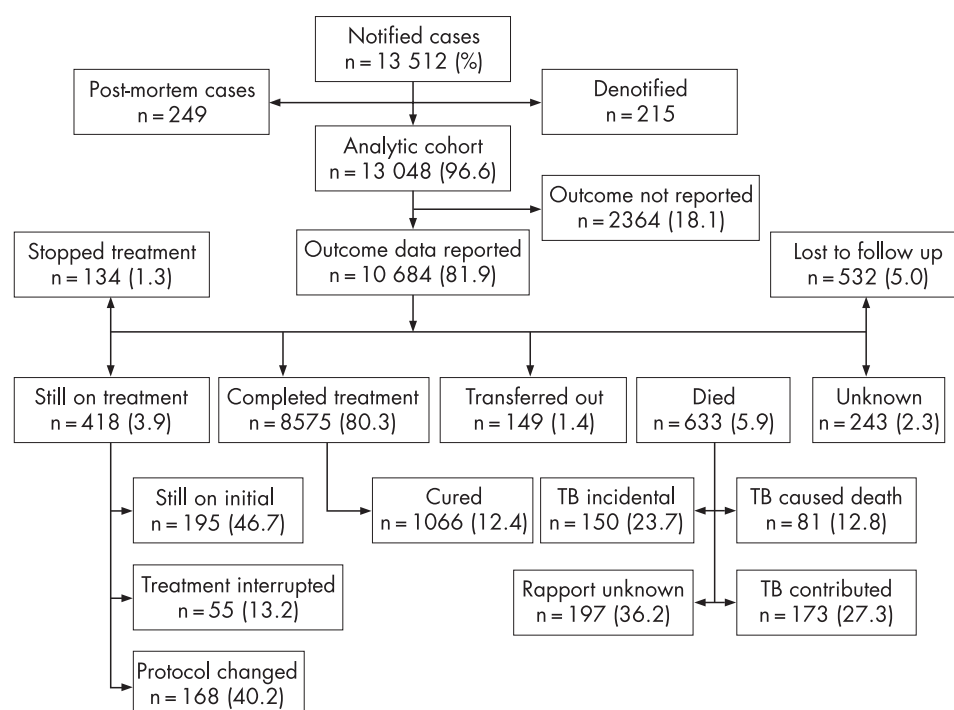 Notified cases
n = 13 512 (%)
Post-mortem cases
n = 249
Denotified
n = 215
Analytic cohort
n = 13 048 (96.6)
Outcome not reported
n = 2364 (18.1)
Stopped treatment
n = 134 (1.3)
Outcome data reported
n = 10 684 (81.9)
Lost to follow up
n = 532 (5.0)
Still on treatment
n = 418 (3.9)
Completed treatment
n = 8575 (80.3)
Transferred out
n = 149 (1.4)
Died
n = 633 (5.9)
Unknown
n = 243 (2.3)
Still on initial
n = 195 (46.7)
Cured
n = 1066 (12.4)
TB incidental
n = 150 (23.7)
TB caused death
n = 81 (12.8)
Treatment interrupted
n = 55 (13.2)
Rapport unknown
n = 197 (36.2)
TB contributed
n = 173 (27.3)
Protocol changed
n = 168 (40.2)